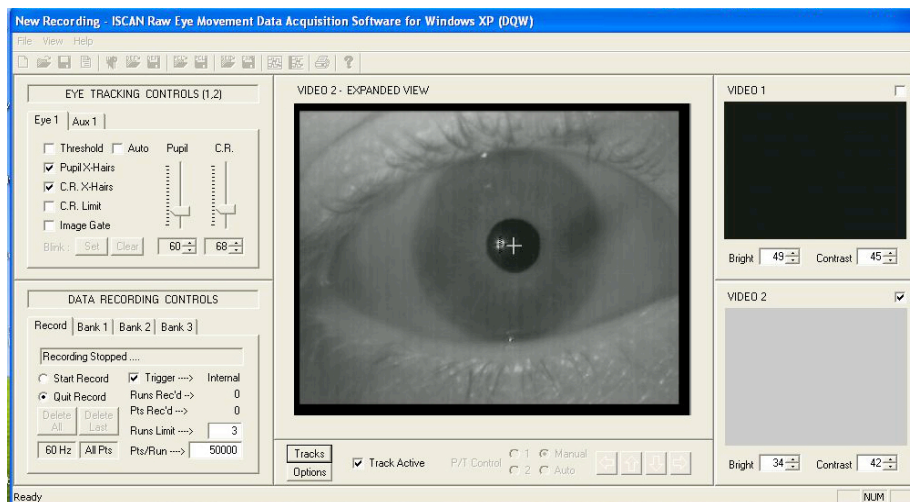 New Recording - ISCAN Raw Eye Movement Data Acquisition Software for Windows XP (DQW)
File View Help
EYE TRACKING CONTROLS (1,2)
Eye 1 Aux 1
Threshold Auto Pupil C.R.
Pupil X-Hairs
C.R. X-Hairs
C.R. Limit
Image Gate
Blink : Set Clear 60 68
DATA RECORDING CONTROLS
Record Bank 1 Bank 2 Bank 3
Recording Stopped ....
Start Record Trigger ----> Internal
Quit Record Runs Rec'd --> 0
Delete All Delete Last Pts Rec'd ---> 0
Runs Limit ---> 3
60 Hz All Pts Pts/Run ----> 50000
VIDEO 2 - EXPANDED VIEW
Tracks
Options
Track Active P/T Control 1 Manual
2 Auto
VIDEO 1
Bright 49 Contrast 45
VIDEO 2
Bright 34 Contrast 42
Ready NUM